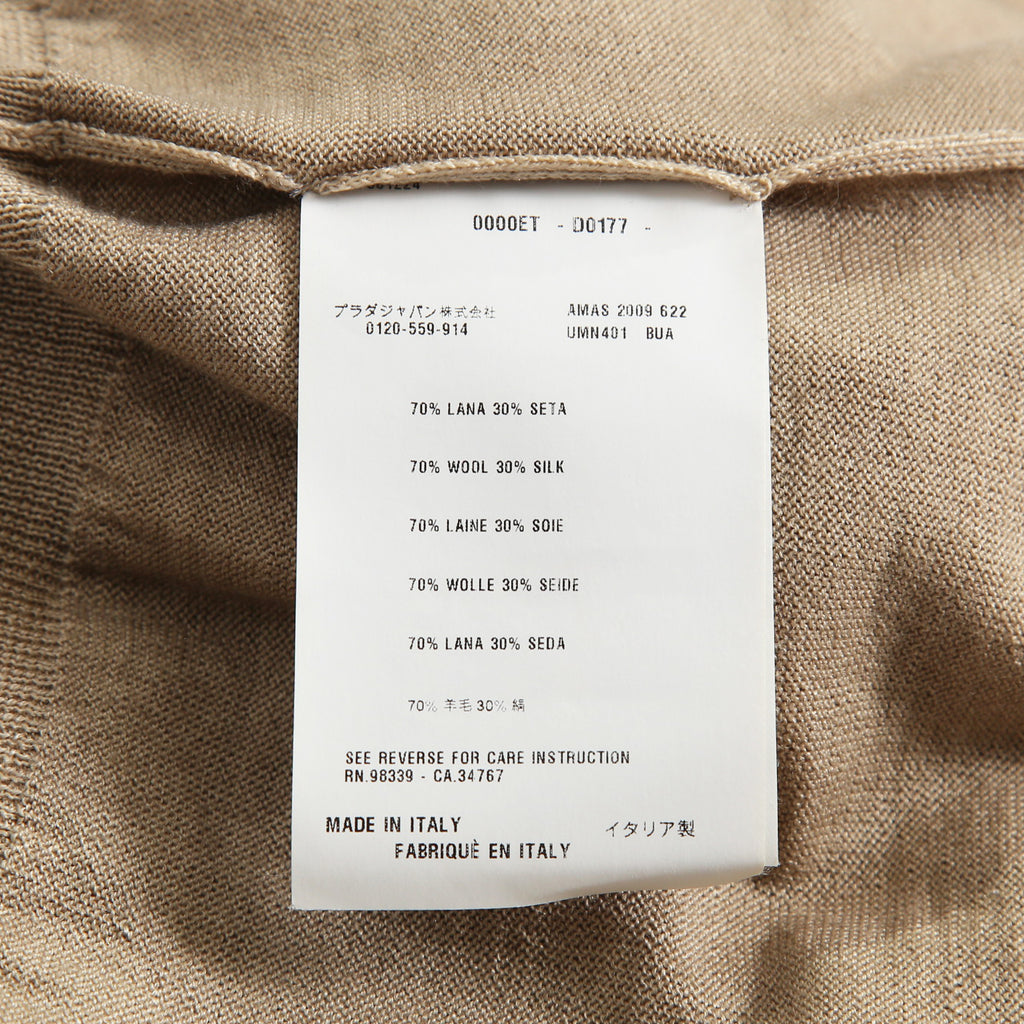 0000ET - D0177 -
プラダジャパン株式会社
0120-559-914
AMAS 2009 622
UMN401 BUA
70% LANA 30% SETA
70% WOOL 30% SILK
70% LAINE 30% SOIE
70% WOLLE 30% SEIDE
70% LANA 30% SEDA
70% 羊毛 30% 絹
SEE REVERSE FOR CARE INSTRUCTION
RN.98339 - CA.34767
MADE IN ITALY
イタリア製
FABRIQUÈ EN ITALY